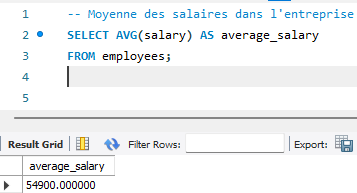 1 -- Moyenne des salaires dans l'entreprise
2 SELECT AVG(salary) AS average_salary
3 FROM employees;
4
5
Result Grid Filter Rows: Export:
average_salary
54900.000000